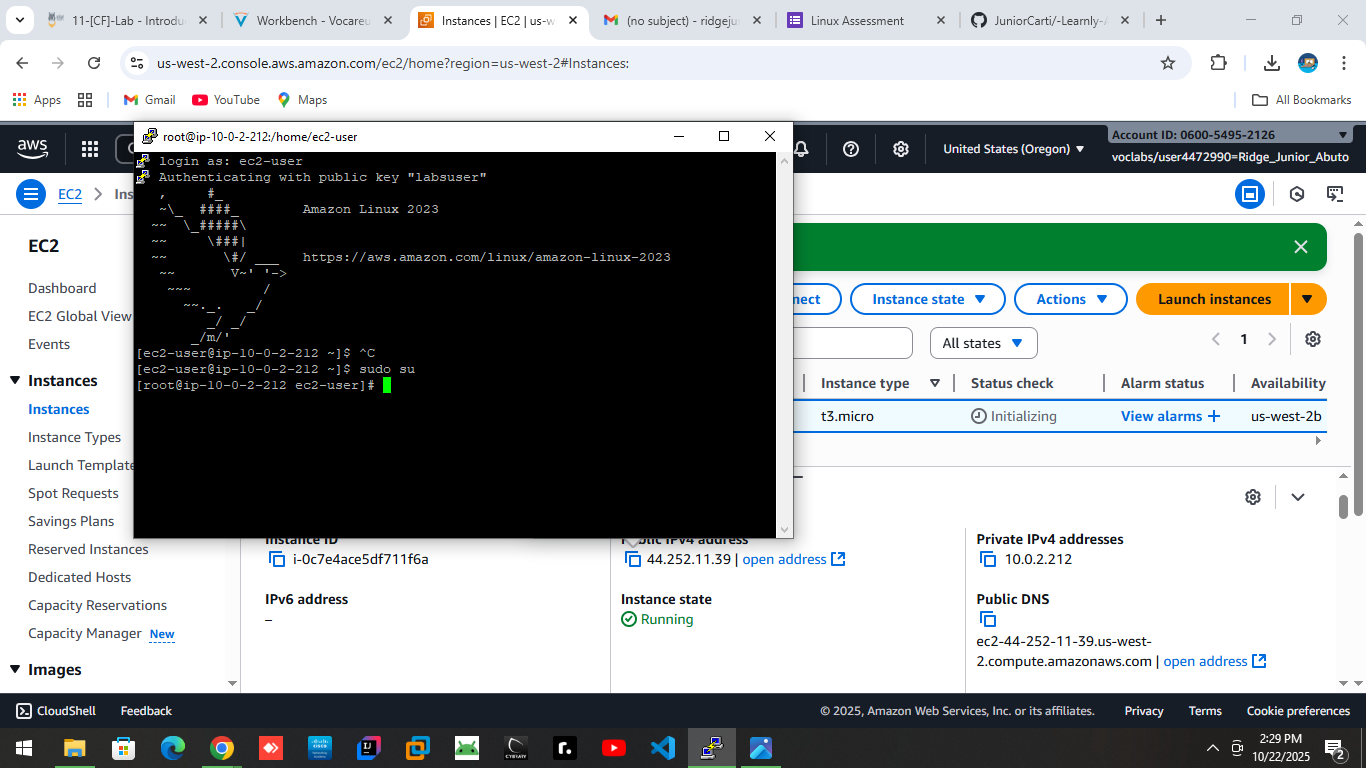 11-[CF]-Lab - Introdu
Workbench - Vocareu
Instances | EC2 | us-w
(no subject) - ridgeju
Linux Assessment
JuniorCarti/-Learnly-A
us-west-2.console.aws.amazon.com/ec2/home?region=us-west-2#Instances:
Apps
Gmail
YouTube
Maps
All Bookmarks
aws
United States (Oregon)
Account ID: 0600-5495-2126
voclabs/user4472990=Ridge_Junior_Abuto
EC2
Ins
root@ip-10-0-2-212:/home/ec2-user
login as: ec2-user
Authenticating with public key "labsuser"
   ,     #_
   ~\_  ####_        Amazon Linux 2023
  ~~  \_#####\
  ~~     \###|
  ~~       \#/ ___   https://aws.amazon.com/linux/amazon-linux-2023
   ~~       V~' '->
    ~~~         /
      ~~._.   _/
         _/ _/
       _/m/'
[ec2-user@ip-10-0-2-212 ~]$ ^C
[ec2-user@ip-10-0-2-212 ~]$ sudo su
[root@ip-10-0-2-212 ec2-user]#
EC2
Dashboard
EC2 Global View
Events
Instances
Instances
Instance Types
Launch Template
Spot Requests
Savings Plans
Reserved Instances
Dedicated Hosts
Capacity Reservations
Capacity Manager New
Images
nect
Instance state
Actions
Launch instances
All states
1
Instance type
Status check
Alarm status
Availability
t3.micro
Initializing
View alarms +
us-west-2b
Instance ID
i-0c7e4ace5df711f6a
IPv6 address
–
Public IPv4 address
44.252.11.39 | open address
Instance state
Running
Private IPv4 addresses
10.0.2.212
Public DNS
ec2-44-252-11-39.us-west-
2.compute.amazonaws.com | open address
CloudShell
Feedback
© 2025, Amazon Web Services, Inc. or its affiliates.
Privacy
Terms
Cookie preferences
2:29 PM
10/22/2025
2